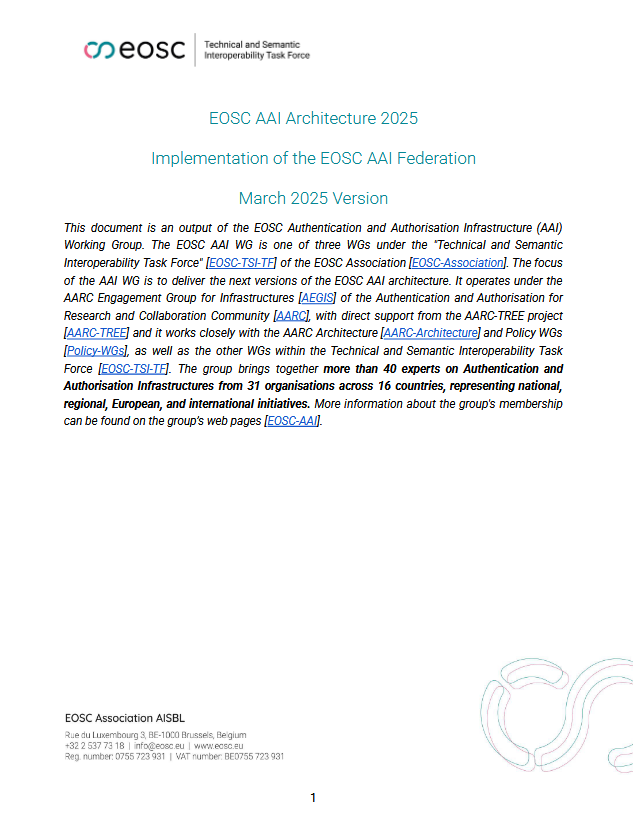 eosc
Technical and Semantic
Interoperability Task Force
EOSC AAI Architecture 2025
Implementation of the EOSC AAI Federation
March 2025 Version
This document is an output of the EOSC Authentication and Authorisation Infrastructure (AAI)
Working Group. The EOSC AAI WG is one of three WGs under the "Technical and Semantic
Interoperability Task Force" [EOSC-TSI-TF] of the EOSC Association [EOSC-Association]. The focus
of the AAI WG is to deliver the next versions of the EOSC AAI architecture. It operates under the
AARC Engagement Group for Infrastructures [AEGIS] of the Authentication and Authorisation for
Research and Collaboration Community [AARC], with direct support from the AARC-TREE project
[AARC-TREE] and it works closely with the AARC Architecture [AARC-Architecture] and Policy WGs
[Policy-WGs], as well as the other WGs within the Technical and Semantic Interoperability Task
Force [EOSC-TSI-TF]. The group brings together more than 40 experts on Authentication and
Authorisation Infrastructures from 31 organisations across 16 countries, representing national,
regional, European, and international initiatives. More information about the group's membership
can be found on the group's web pages [EOSC-AAI].
EOSC Association AISBL
Rue du Luxembourg 3, BE-1000 Brussels, Belgium
+32 2 537 73 18 | info@eosc.eu | www.eosc.eu
Reg. number: 0755 723 931 | VAT number: BE0755 723 931
1